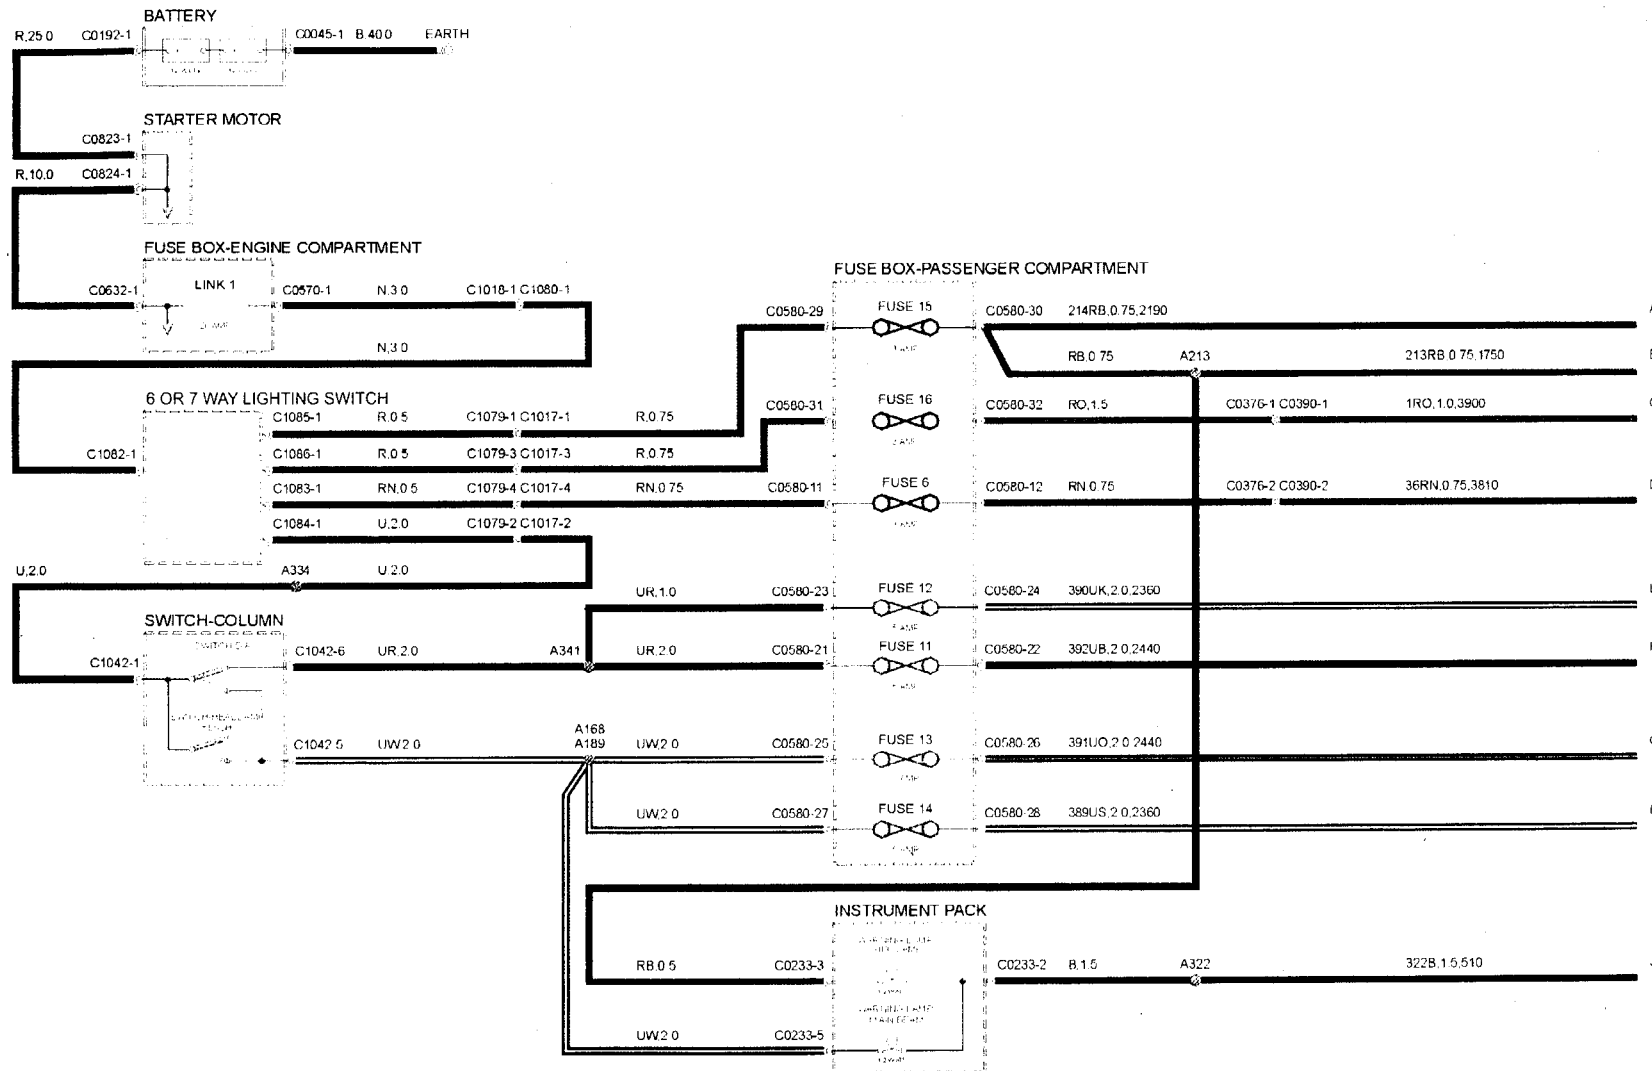 BATTERY
R,25.0 C0192-1 C0045-1 B,40.0 EARTH
STARTER MOTOR
C0823-1
R,10.0 C0824-1
FUSE BOX-ENGINE COMPARTMENT
C0632-1 LINK 1 C0570-1 N,3.0 C1018-1 C1080-1
N,3.0
FUSE BOX-PASSENGER COMPARTMENT
C0580-29 FUSE 15 C0580-30 214RB,0.75,2190
RB,0.75 A213 213RB,0.75,1750
6 OR 7 WAY LIGHTING SWITCH
C0580-31 FUSE 16 C0580-32 RO,1.5 C0376-1 C0390-1 1RO,1.0,3900
C1085-1 R,0.5 C1079-1 C1017-1 R,0.75
C1082-1 C1086-1 R,0.5 C1079-3 C1017-3 R,0.75
C1083-1 RN,0.5 C1079-4 C1017-4 RN,0.75 C0580-11 FUSE 6 C0580-12 RN,0.75 C0376-2 C0390-2 36RN,0.75,3810
C1084-1 U,2.0 C1079-2 C1017-2
U,2.0 A334 U,2.0
UR,1.0 C0580-23 FUSE 12 C0580-24 390UK,2.0,2360
SWITCH-COLUMN
C1042-1 C1042-6 UR,2.0 A341 UR,2.0 C0580-21 FUSE 11 C0580-22 392UB,2.0,2440
A168
C1042-5 UW,2.0 A189 UW,2.0 C0580-25 FUSE 13 C0580-26 391UO,2.0,2440
UW,2.0 C0580-27 FUSE 14 C0580-28 389US,2.0,2360
INSTRUMENT PACK
RB,0.5 C0233-3 C0233-2 B,1.5 A322 322B,1.5,510
UW,2.0 C0233-5